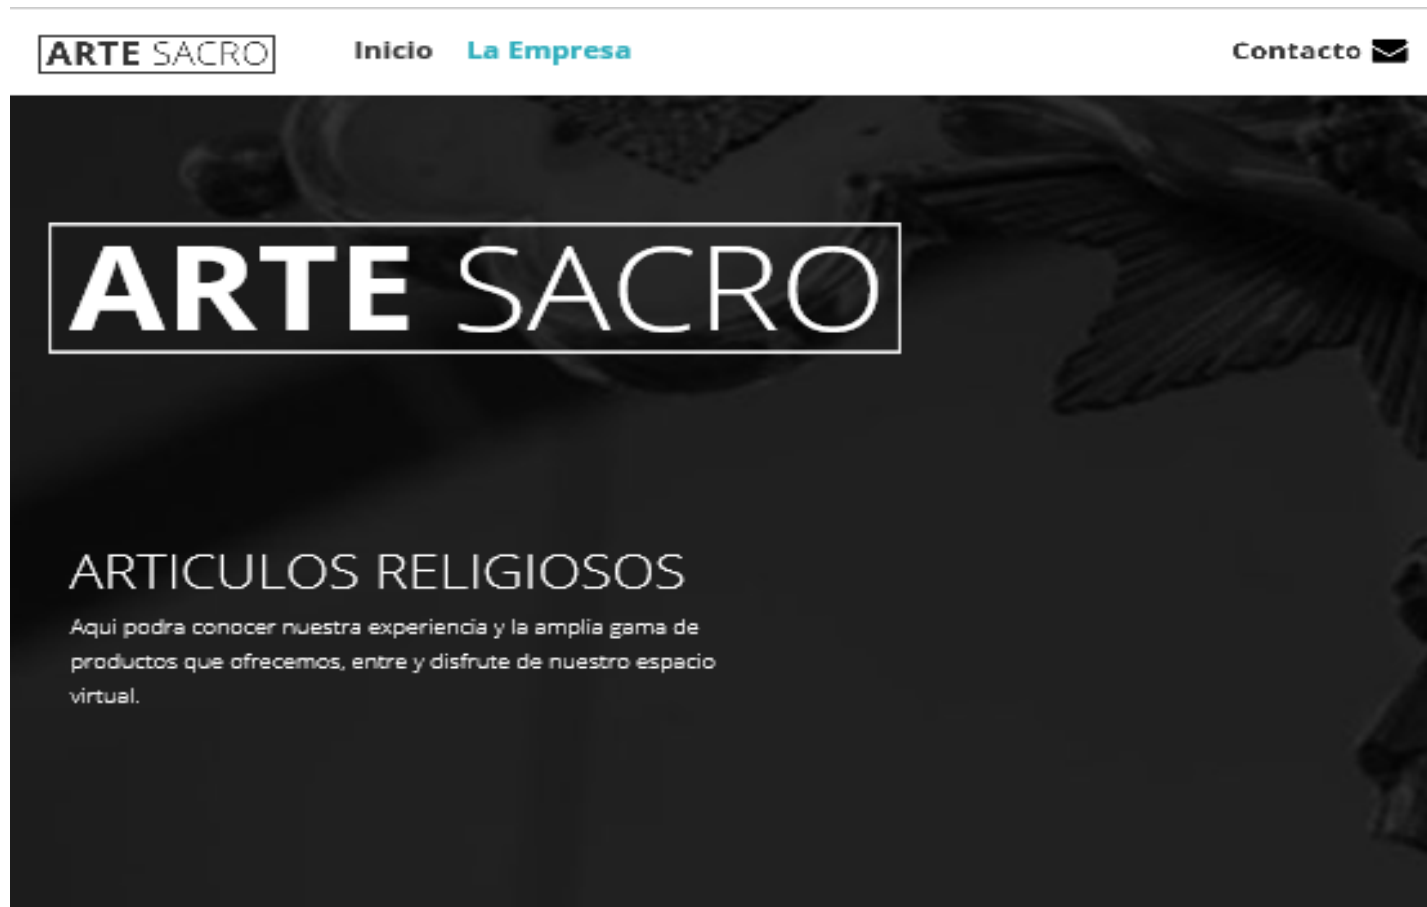 ARTE SACRO
Inicio La Empresa
Contacto
ARTE SACRO
ARTICULOS RELIGIOSOS
Aqui podra conocer nuestra experiencia y la amplia gama de
productos que ofrecemos, entre y disfrute de nuestro espacio
virtual.